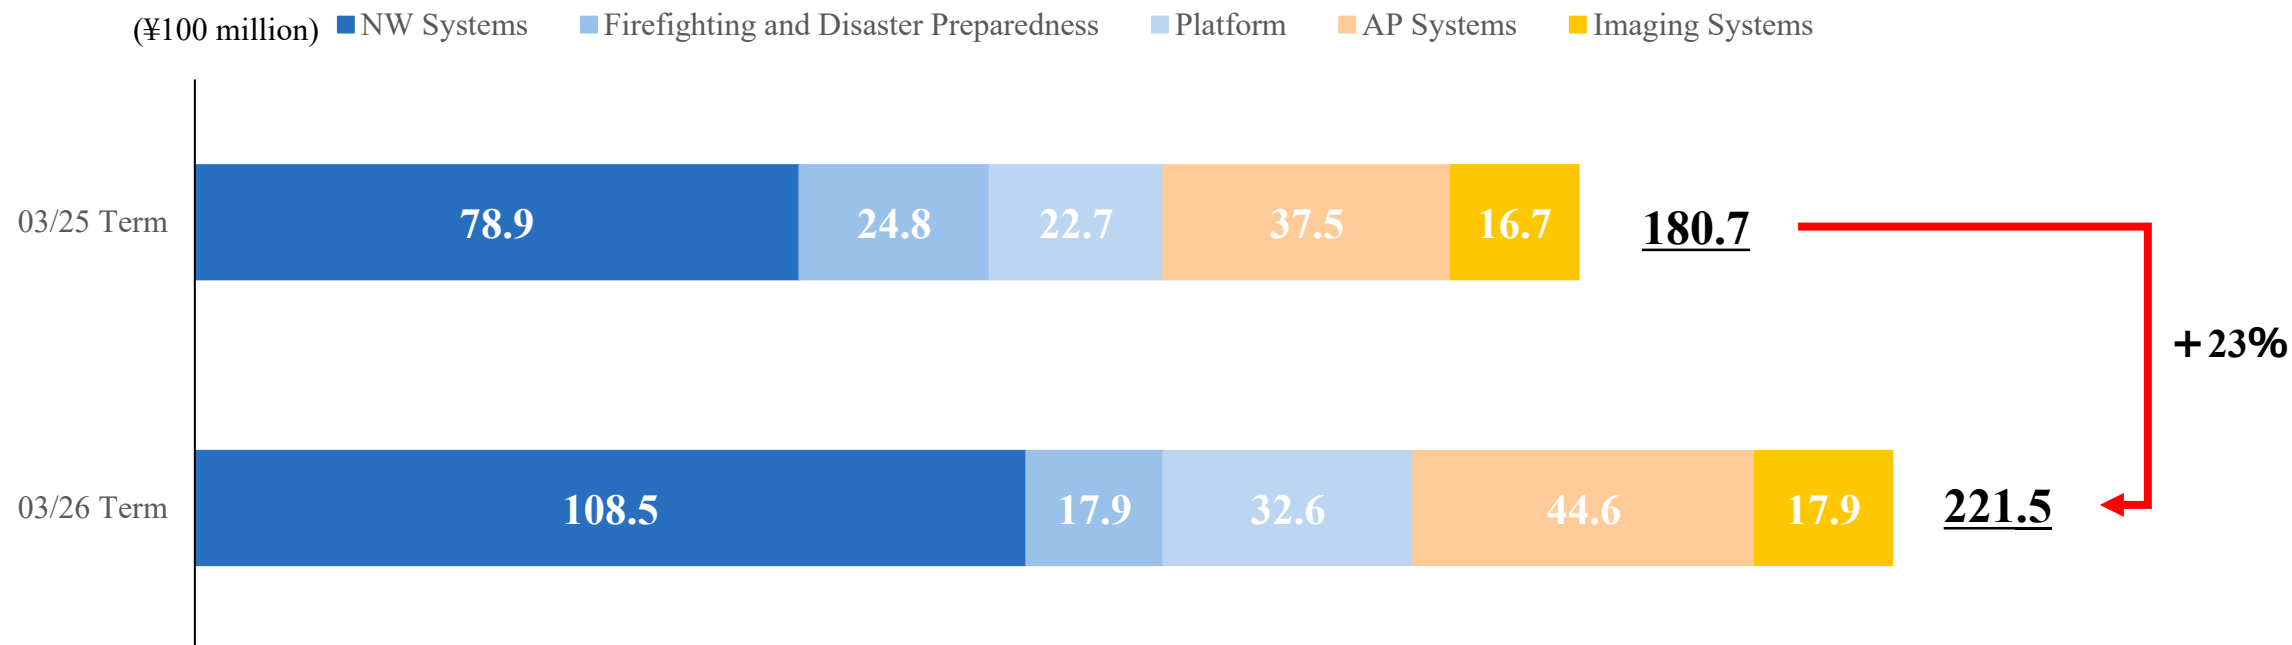 (¥100 million) NW Systems Firefighting and Disaster Preparedness Platform AP Systems Imaging Systems
03/25 Term 78.9 24.8 22.7 37.5 16.7 180.7
+23%
03/26 Term 108.5 17.9 32.6 44.6 17.9 221.5